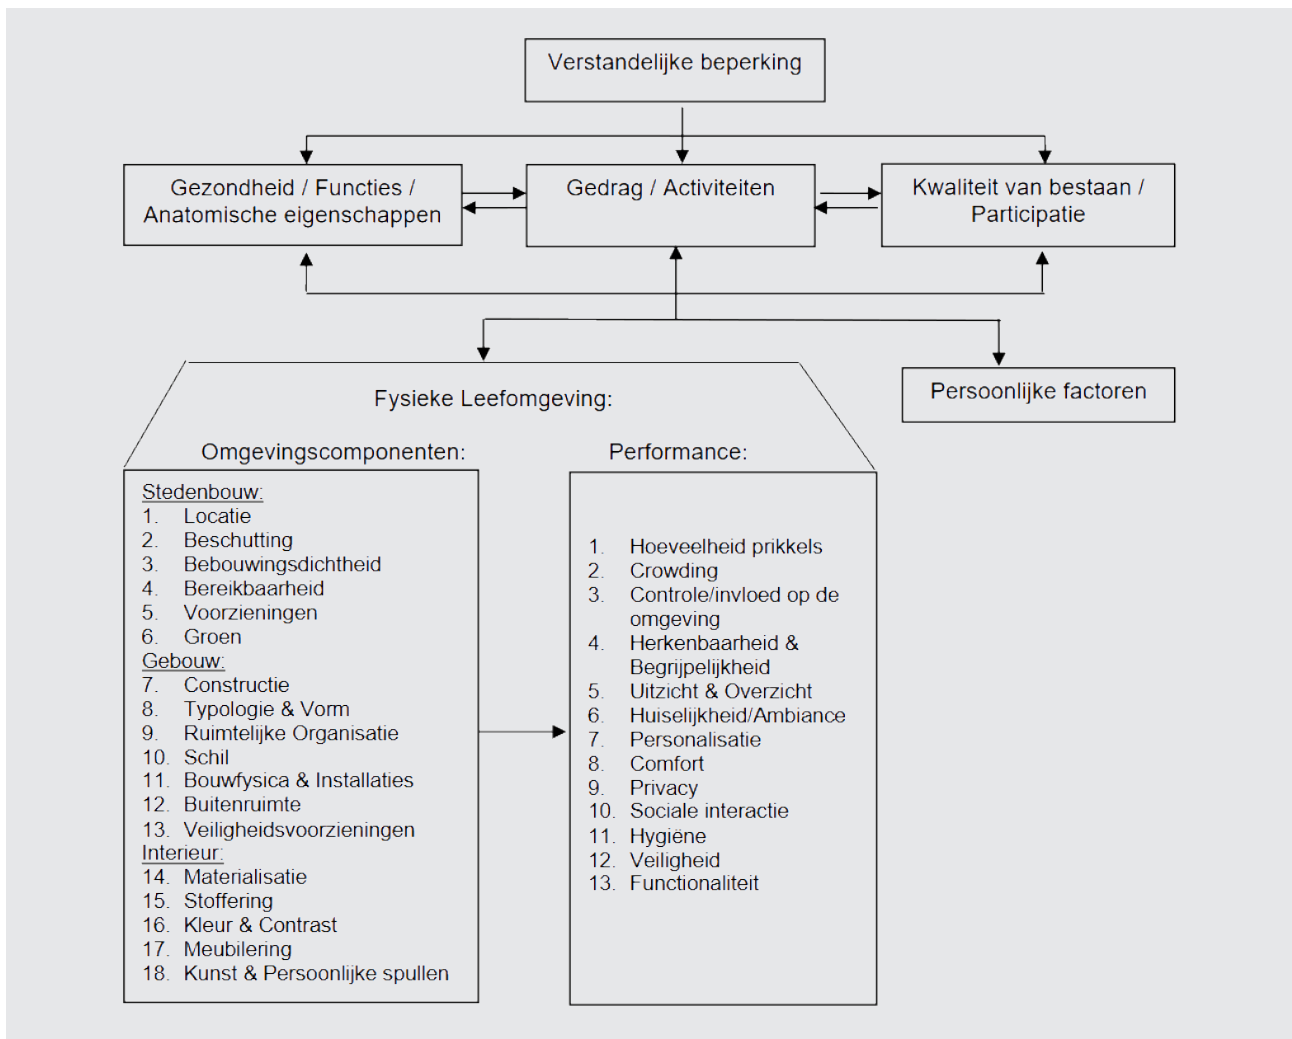 Verstandelijke beperking
Gezondheid / Functies /
Anatomische eigenschappen
Gedrag / Activiteiten
Kwaliteit van bestaan /
Participatie
Persoonlijke factoren
Fysieke Leefomgeving:
Omgevingscomponenten:
Stedenbouw:
1. Locatie
2. Beschutting
3. Bebouwingsdichtheid
4. Bereikbaarheid
5. Voorzieningen
6. Groen
Gebouw:
7. Constructie
8. Typologie & Vorm
9. Ruimtelijke Organisatie
10. Schil
11. Bouwfysica & Installaties
12. Buitenruimte
13. Veiligheidsvoorzieningen
Interieur:
14. Materialisatie
15. Stoffering
16. Kleur & Contrast
17. Meubilering
18. Kunst & Persoonlijke spullen
Performance:
1. Hoeveelheid prikkels
2. Crowding
3. Controle/invloed op de
omgeving
4. Herkenbaarheid &
Begrijpelijkheid
5. Uitzicht & Overzicht
6. Huiselijkheid/Ambiance
7. Personalisatie
8. Comfort
9. Privacy
10. Sociale interactie
11. Hygiëne
12. Veiligheid
13. Functionaliteit